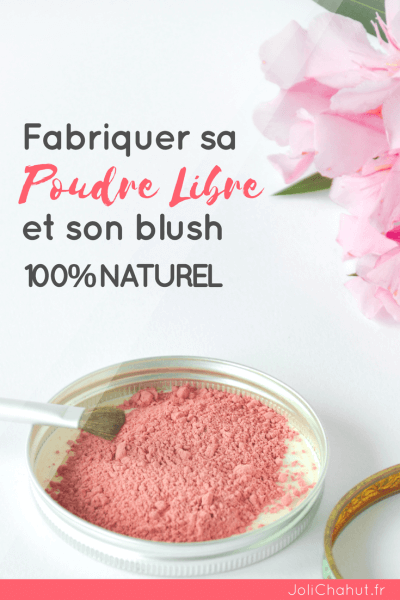 Fabriquer sa
Poudre Libre
et son blush
100% NATUREL
JoliChahut.fr